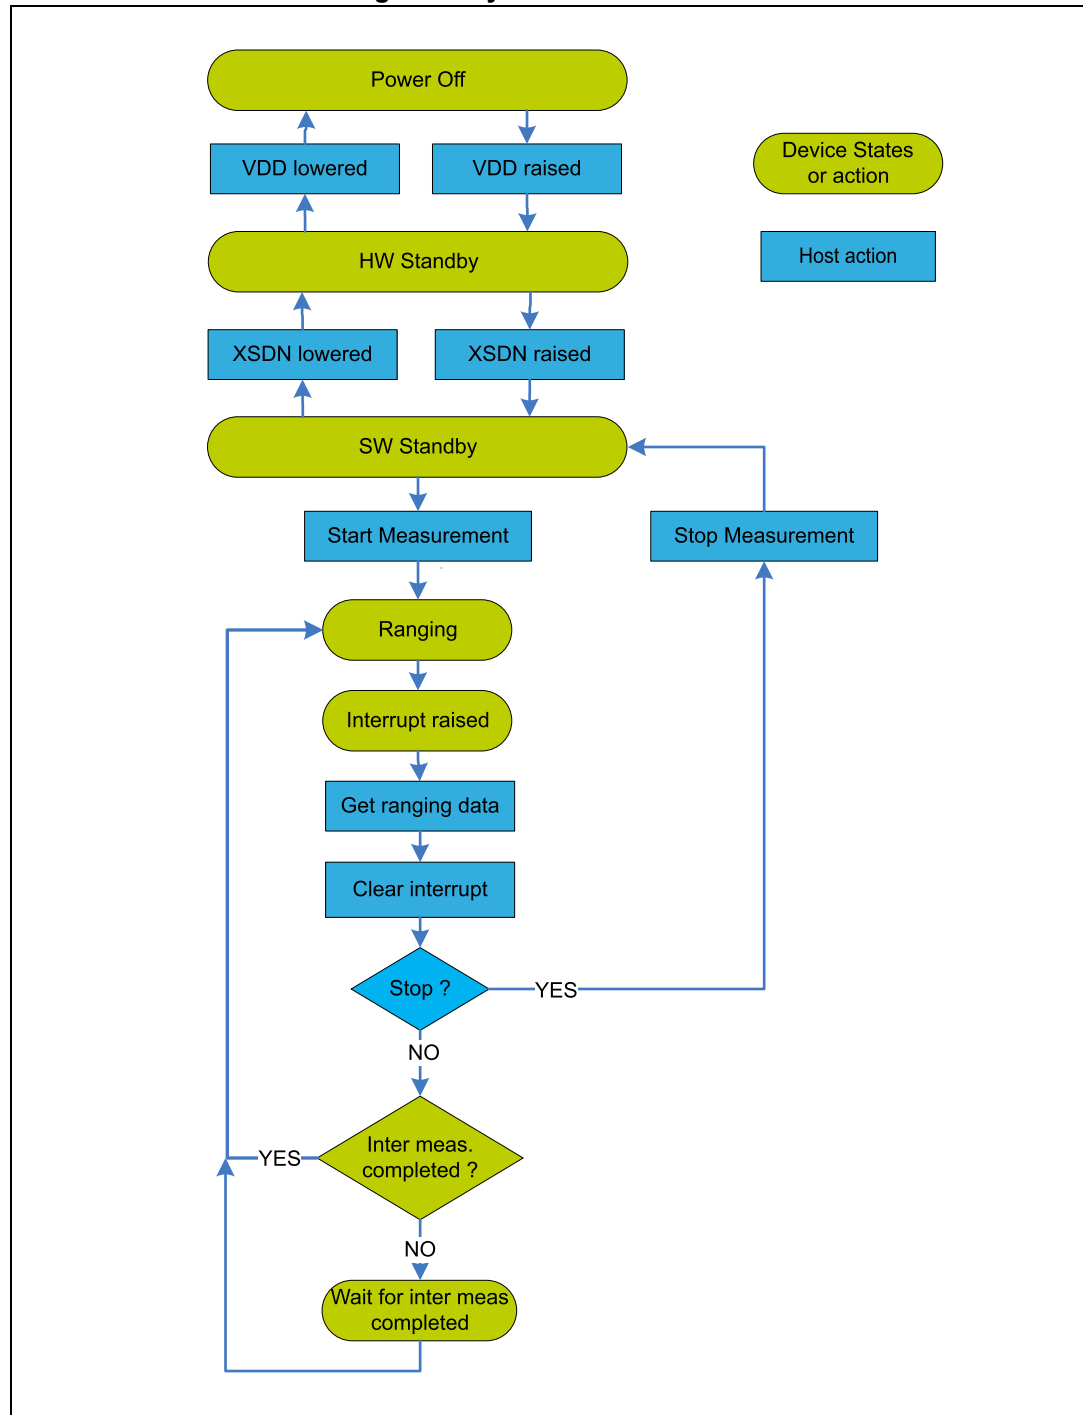 Power Off
VDD lowered
VDD raised
Device States
or action
HW Standby
Host action
XSDN lowered
XSDN raised
SW Standby
Start Measurement
Stop Measurement
Ranging
Interrupt raised
Get ranging data
Clear interrupt
Stop ?
YES
NO
Inter meas.
completed ?
YES
NO
Wait for inter meas
completed